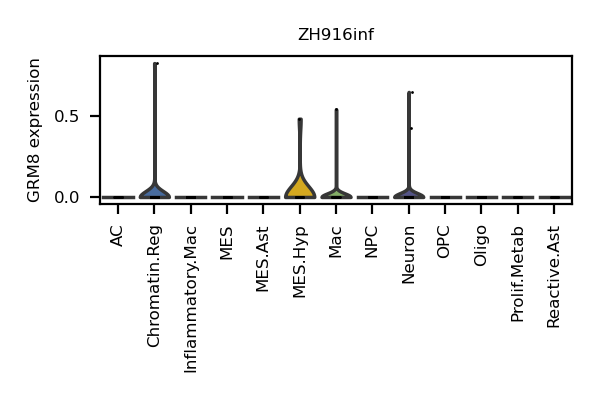 ZH916inf
GRM8 expression
0.5
0.0
AC
Chromatin.Reg
Inflammatory.Mac
MES
MES.Ast
MES.Hyp
Mac
NPC
Neuron
OPC
Oligo
Prolif.Metab
Reactive.Ast